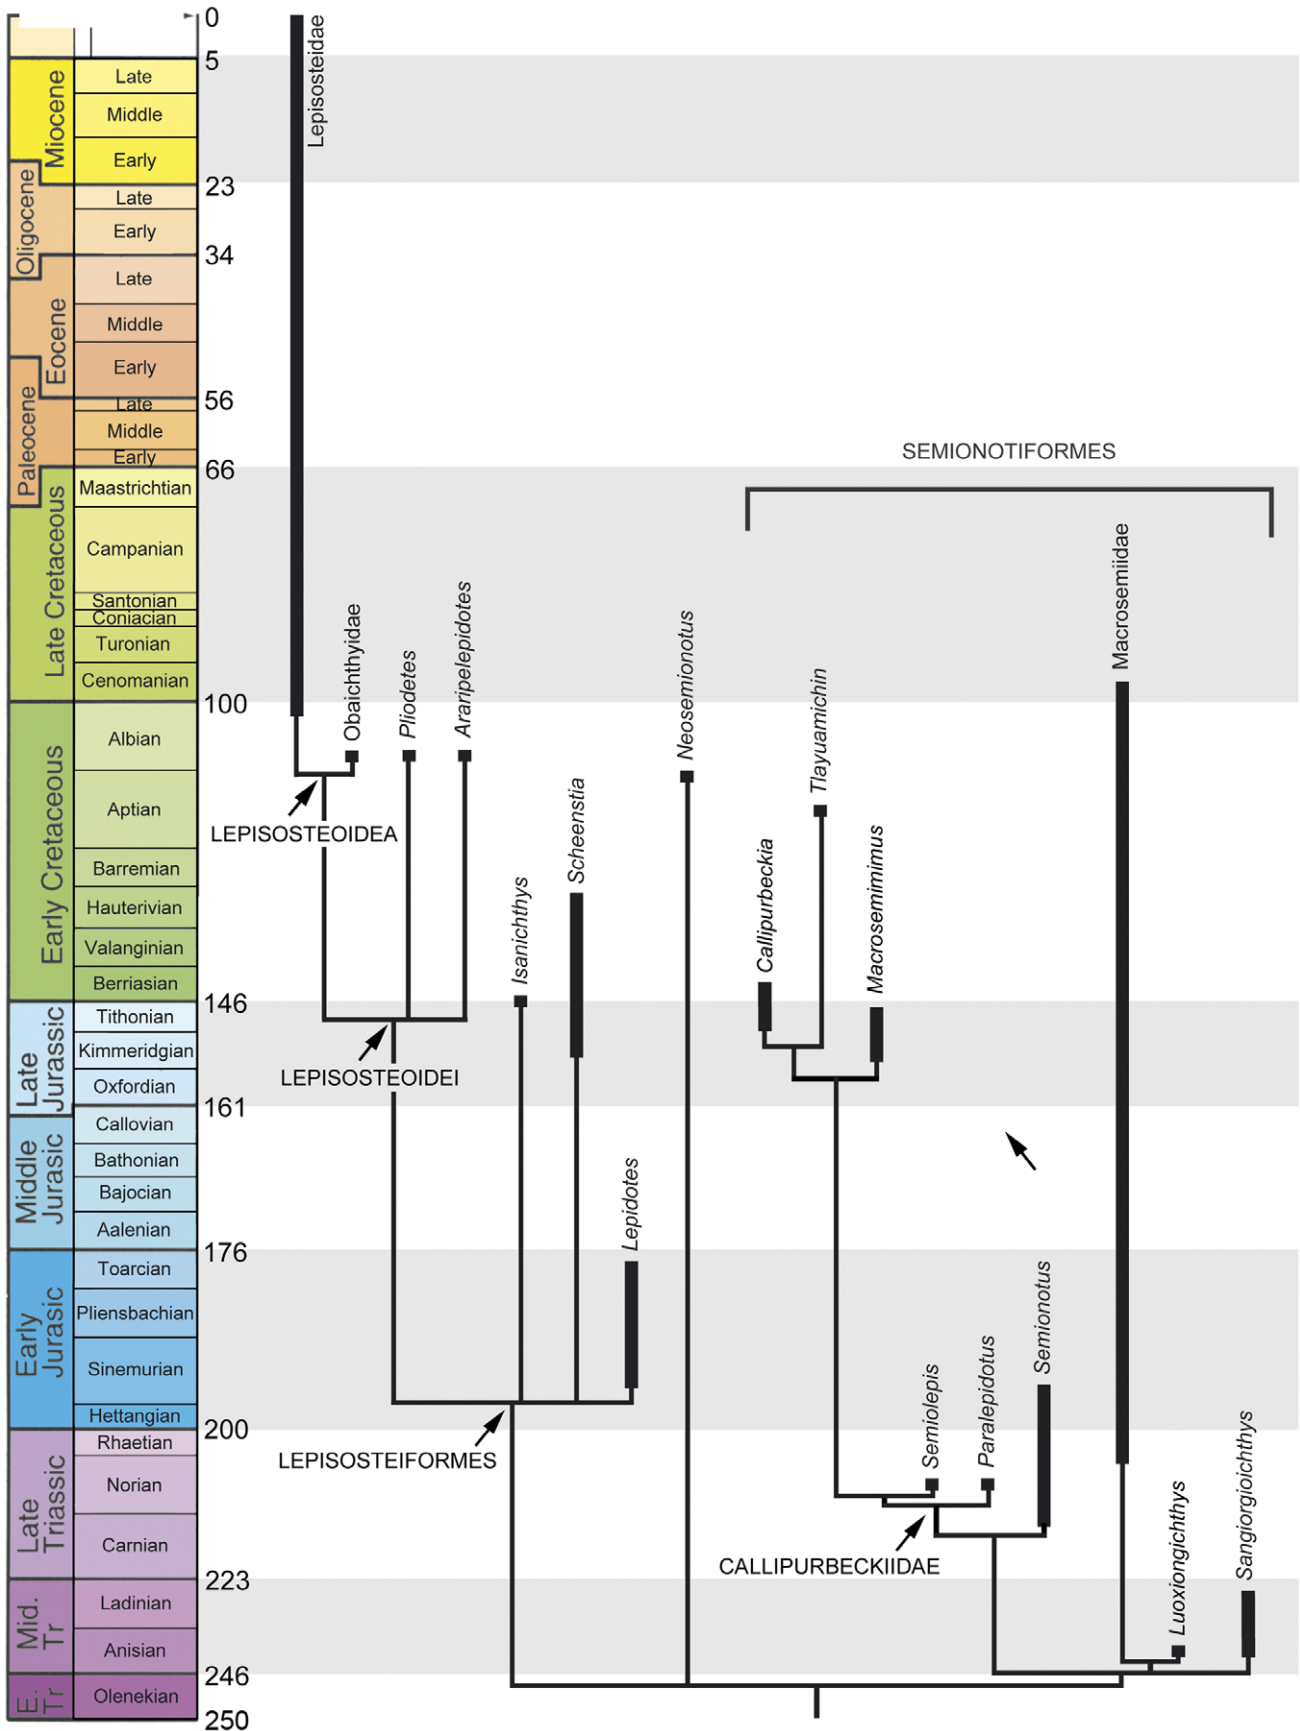 0
5
23
34
56
66
100
146
161
176
200
223
246
250
Miocene
Oligocene
Eocene
Paleocene
Late Cretaceous
Early Cretaceous
Late
Jurassic
Middle
Jurasic
Early
Jurasic
Late
Triassic
Mid.
Tr
E.
Tr
Late
Middle
Early
Late
Early
Late
Middle
Early
Late
Middle
Early
Maastrichtian
Campanian
Santonian
Coniacian
Turonian
Cenomanian
Albian
Aptian
Barremian
Hauterivian
Valanginian
Berriasian
Tithonian
Kimmeridgian
Oxfordian
Callovian
Bathonian
Bajocian
Aalenian
Toarcian
Pliensbachian
Sinemurian
Hettangian
Rhaetian
Norian
Carnian
Ladinian
Anisian
Olenekian
Lepisosteidae
Obaichthyidae
Pliodetes
Araripelepidotes
LEPISOSTEOIDEA
Isanichthys
Scheenstia
LEPISOSTEOIDEI
Lepidotes
LEPISOSTEIFORMES
Neosemionotus
SEMIONOTIFORMES
Callipurbeckia
Tlayuamichin
Macrosemimimus
Macrosemiidae
Semiolepis
Paralepidotus
Semionotus
CALLIPURBECKIIDAE
Luoxiongichthys
Sangiorgioichthys